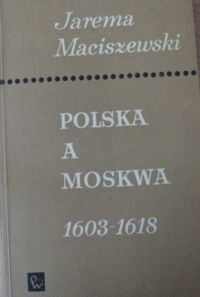 Jarema
Maciszewski
POLSKA
A
MOSKWA
1603-1618